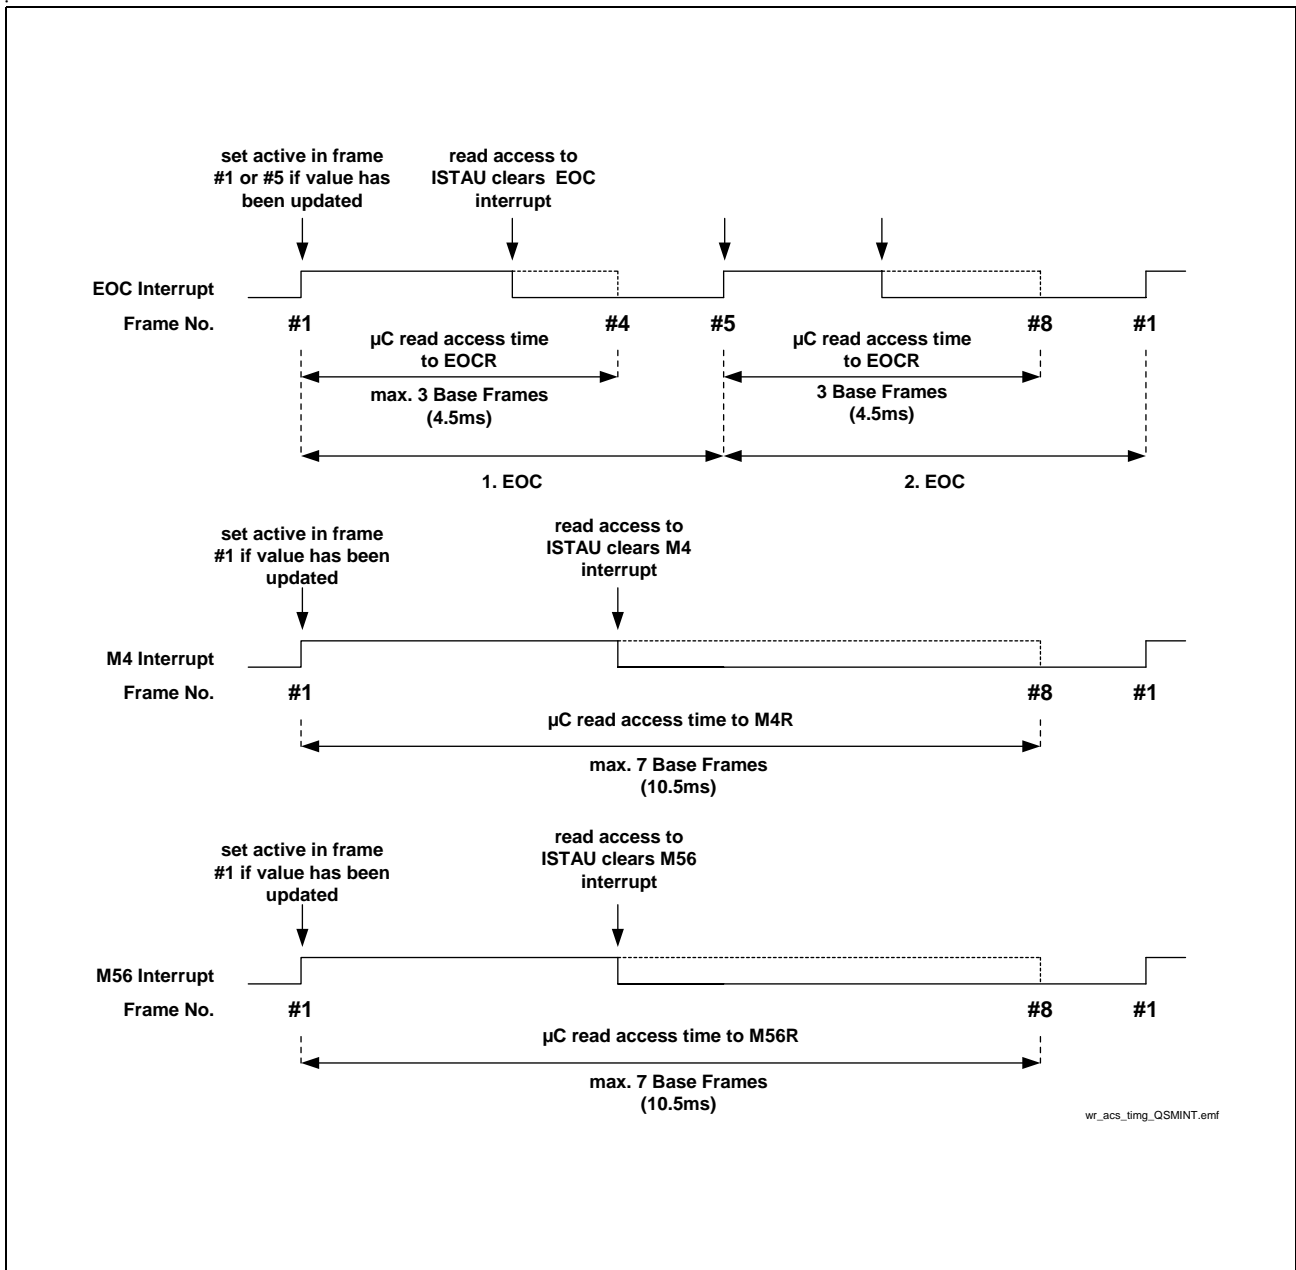 set active in frame
#1 or #5 if value has
been updated
read access to
ISTAU clears EOC
interrupt
EOC Interrupt
Frame No.
#1
#4
#5
#8
#1
µC read access time
to EOCR
max. 3 Base Frames
(4.5ms)
µC read access time
to EOCR
3 Base Frames
(4.5ms)
1. EOC
2. EOC
set active in frame
#1 if value has been
updated
read access to
ISTAU clears M4
interrupt
M4 Interrupt
Frame No.
#1
#8
#1
µC read access time to M4R
max. 7 Base Frames
(10.5ms)
set active in frame
#1 if value has been
updated
read access to
ISTAU clears M56
interrupt
M56 Interrupt
Frame No.
#1
#8
#1
µC read access time to M56R
max. 7 Base Frames
(10.5ms)
wr_acs_timg_QSMINT.emf